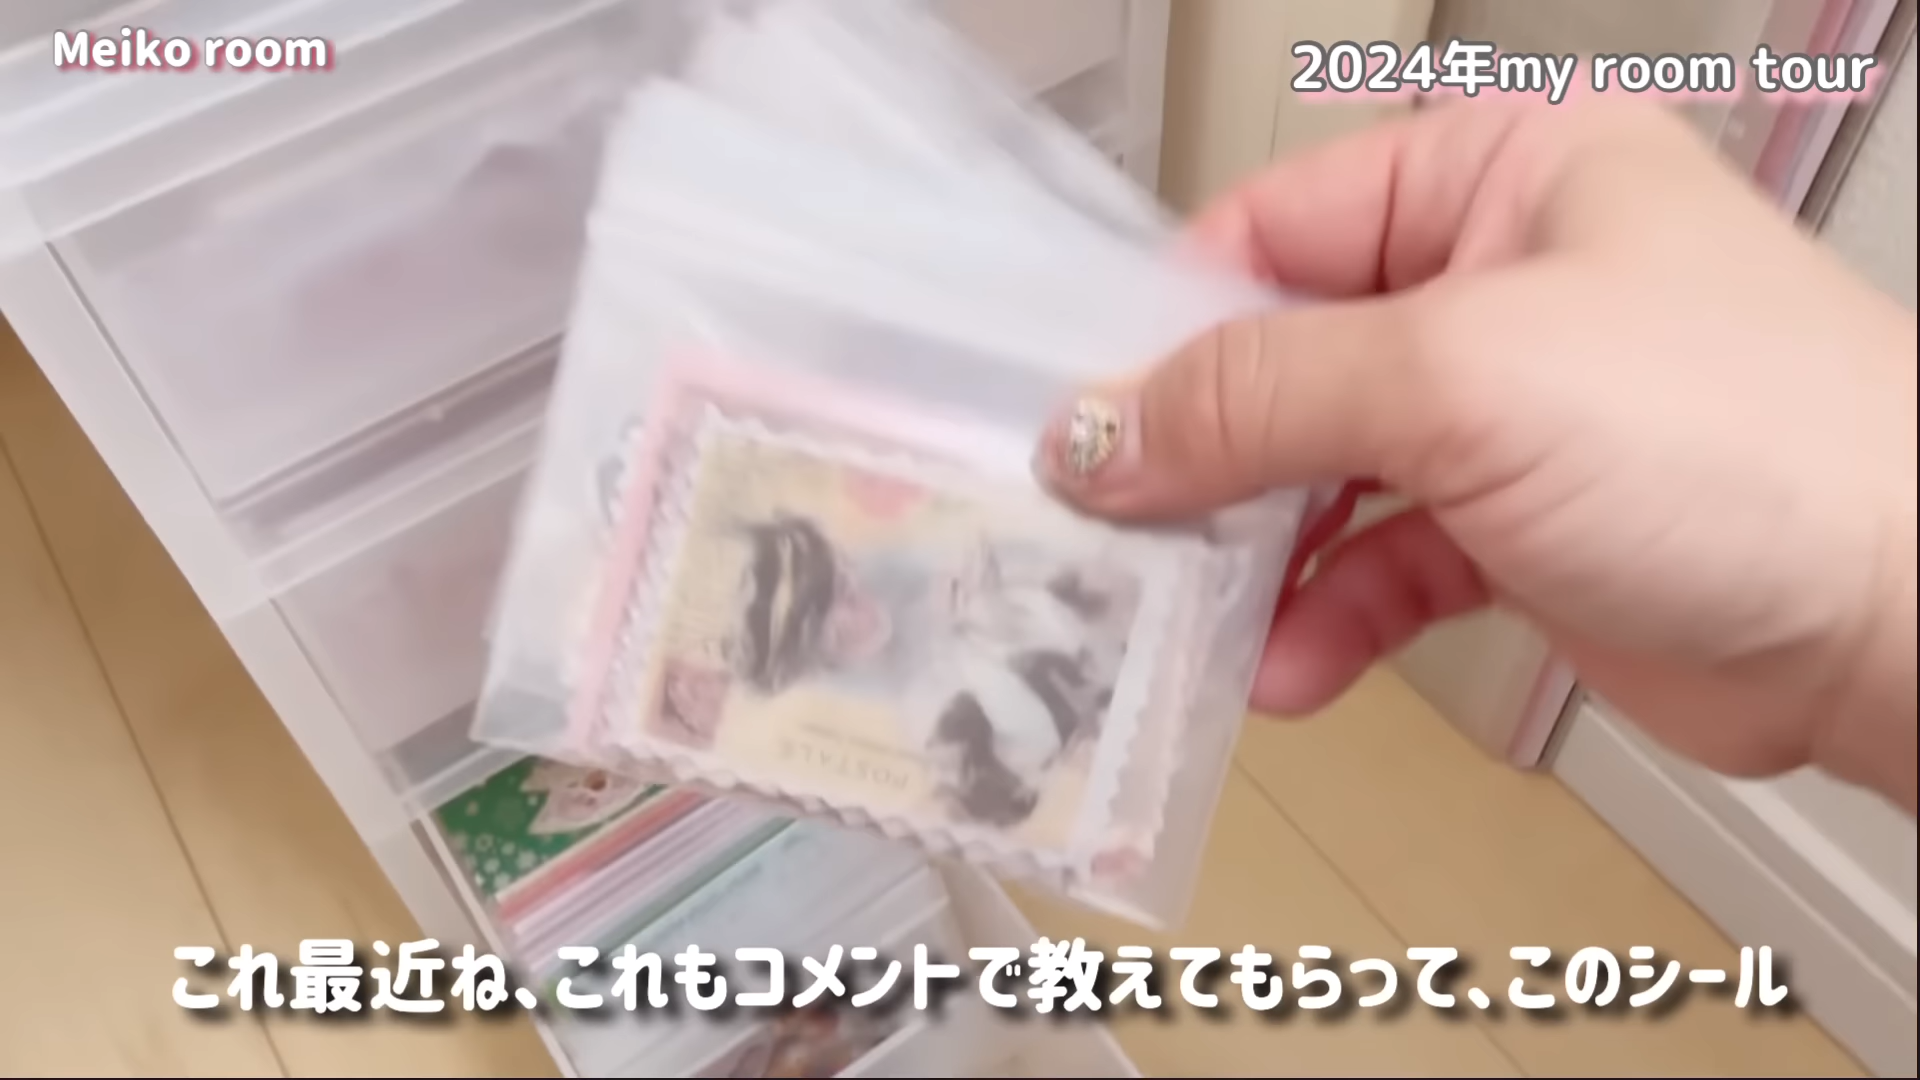 Meiko room
2024年my room tour
POSTALE
これ最近ね、これもコメントで教えてもらって、このシール